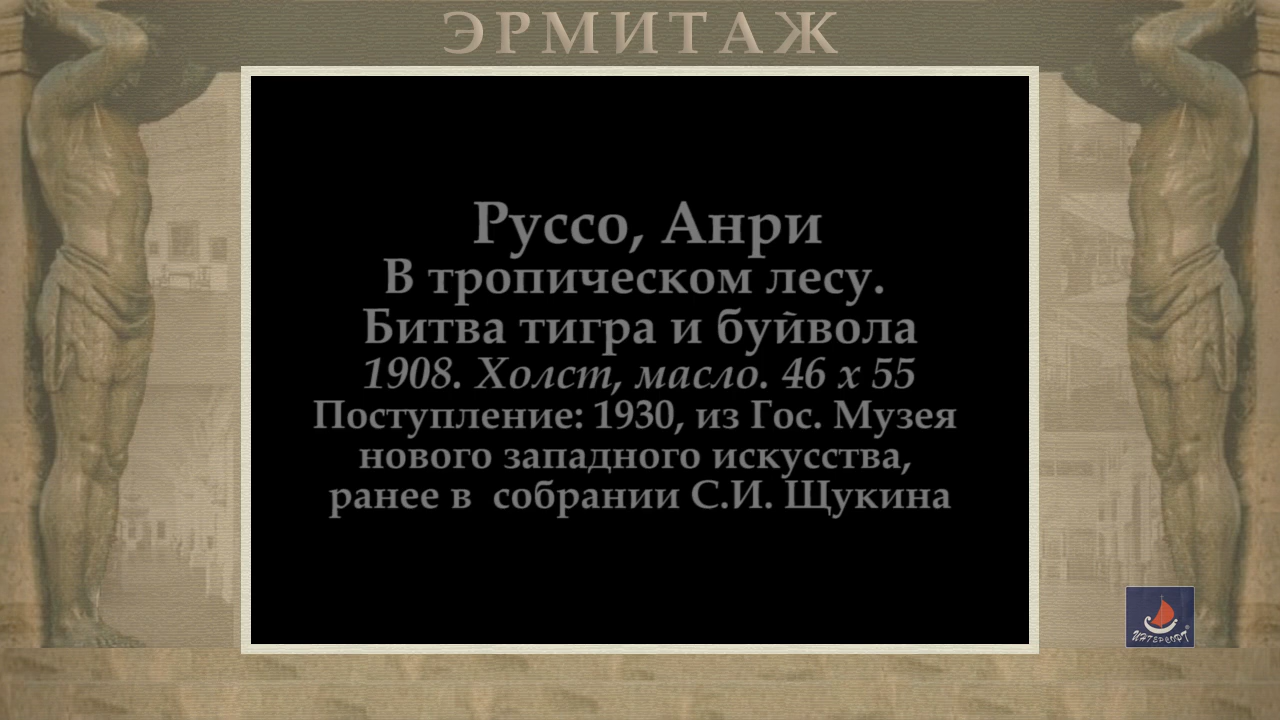 ЭРМИТАЖ
Руссо, Анри
В тропическом лесу.
Битва тигра и буйвола
1908. Холст, масло. 46 х 55
Поступление: 1930, из Гос. Музея
нового западного искусства,
ранее в собрании С.И. Щукина
ИНТЕРСОФТ